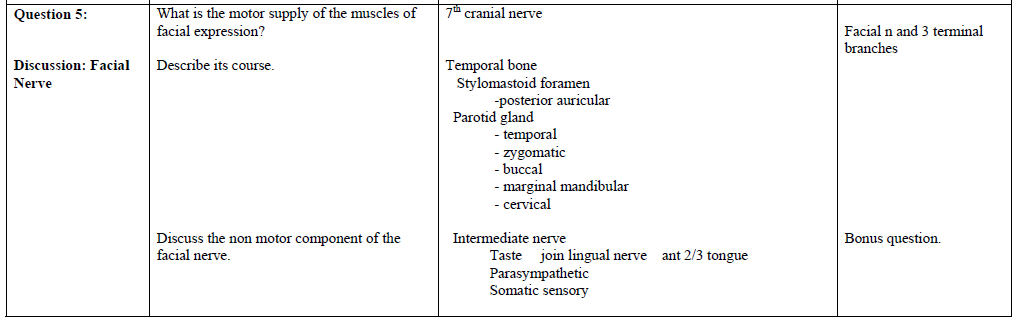 Question 5:
What is the motor supply of the muscles of
facial expression?
7th cranial nerve
Facial n and 3 terminal
branches
Discussion: Facial
Nerve
Describe its course.
Temporal bone
Stylomastoid foramen
-posterior auricular
Parotid gland
- temporal
- zygomatic
- buccal
- marginal mandibular
- cervical
Discuss the non motor component of the
facial nerve.
Intermediate nerve
Taste join lingual nerve ant 2/3 tongue
Parasympathetic
Somatic sensory
Bonus question.